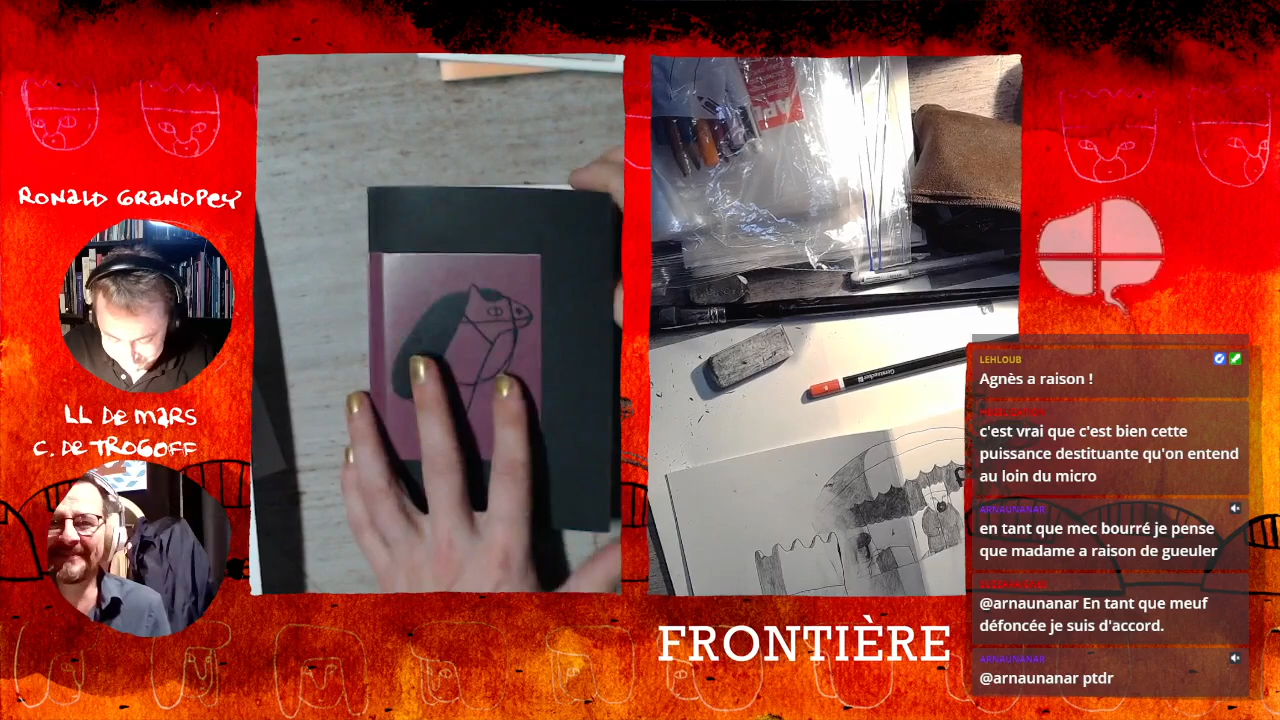 RONALD GRANDPEY
LL DE MARS
C. DE TROGOFF
FRONTIÈRE
LEHLOUB
Agnès a raison !
c'est vrai que c'est bien cette
puissance destituante qu'on entend
au loin du micro
ARNAUNANAR
en tant que mec bourré je pense
que madame a raison de gueuler
@arnaunanar En tant que meuf
défoncée je suis d'accord.
ARNAUNANAR
@arnaunanar ptdr